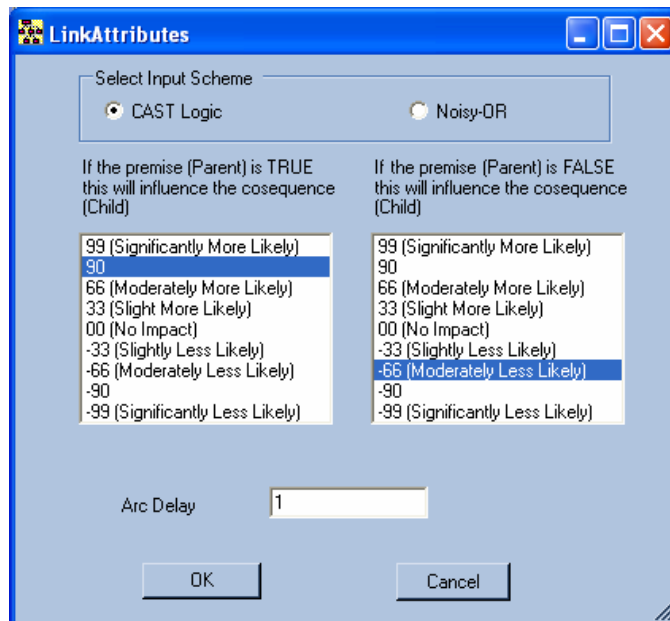 LinkAttributes
Select Input Scheme
CAST Logic
Noisy-OR
If the premise (Parent) is TRUE
this will influence the cosequence
(Child)
If the premise (Parent) is FALSE
this will influence the cosequence
(Child)
99 (Significantly More Likely)
90
66 (Moderately More Likely)
33 (Slight More Likely)
00 (No Impact)
-33 (Slightly Less Likely)
-66 (Moderately Less Likely)
-90
-99 (Significantly Less Likely)
99 (Significantly More Likely)
90
66 (Moderately More Likely)
33 (Slight More Likely)
00 (No Impact)
-33 (Slightly Less Likely)
-66 (Moderately Less Likely)
-90
-99 (Significantly Less Likely)
Arc Delay
1
OK
Cancel